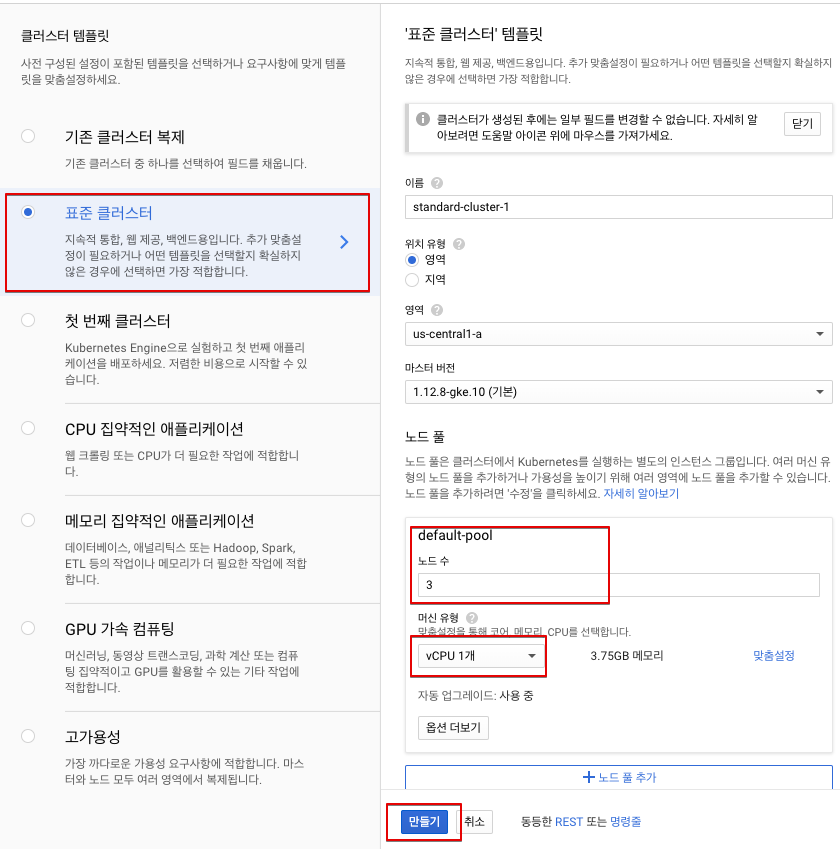 클러스터 템플릿
사전 구성된 설정이 포함된 템플릿을 선택하거나 요구사항에 맞게 템플
릿을 맞춤설정하세요.
기존 클러스터 복제
기존 클러스터 중 하나를 선택하여 필드를 채웁니다.
표준 클러스터
지속적 통합, 웹 제공, 백엔드용입니다. 추가 맞춤설
정이 필요하거나 어떤 템플릿을 선택할지 확실하지
않은 경우에 선택하면 가장 적합합니다.
첫 번째 클러스터
Kubernetes Engine으로 실험하고 첫 번째 애플리
케이션을 배포하세요. 저렴한 비용으로 시작할 수 있
습니다.
CPU 집약적인 애플리케이션
웹 크롤링 또는 CPU가 더 필요한 작업에 적합합니
다.
메모리 집약적인 애플리케이션
데이터베이스, 애널리틱스 또는 Hadoop, Spark,
ETL 등의 작업이나 메모리가 더 필요한 작업에 적합
합니다.
GPU 가속 컴퓨팅
머신러닝, 동영상 트랜스코딩, 과학 계산 또는 컴퓨
팅 집약적이고 GPU를 활용할 수 있는 기타 작업에
적합합니다.
고가용성
가장 까다로운 가용성 요구사항에 적합합니다. 마스
터와 노드 모두 여러 영역에서 복제됩니다.
'표준 클러스터' 템플릿
지속적 통합, 웹 제공, 백엔드용입니다. 추가 맞춤설정이 필요하거나 어떤 템플릿을 선택할지 확실하지
않은 경우에 선택하면 가장 적합합니다.
클러스터가 생성된 후에는 일부 필드를 변경할 수 없습니다. 자세히 알
아보려면 도움말 아이콘 위에 마우스를 가져가세요.
닫기
이름
standard-cluster-1
위치 유형
영역
지역
영역
us-central1-a
마스터 버전
1.12.8-gke.10 (기본)
노드 풀
노드 풀은 클러스터에서 Kubernetes를 실행하는 별도의 인스턴스 그룹입니다. 여러 머신 유
형의 노드 풀을 추가하거나 가용성을 높이기 위해 여러 영역에 노드 풀을 추가할 수 있습니다.
노드 풀을 추가하려면 '수정'을 클릭하세요. 자세히 알아보기
default-pool
노드 수
3
머신 유형
맞춤설정을 통해 코어, 메모리, CPU를 선택합니다.
vCPU 1개 3.75GB 메모리 맞춤설정
자동 업그레이드: 사용 중
옵션 더보기
+ 노드 풀 추가
만들기 취소 동등한 REST 또는 명령줄